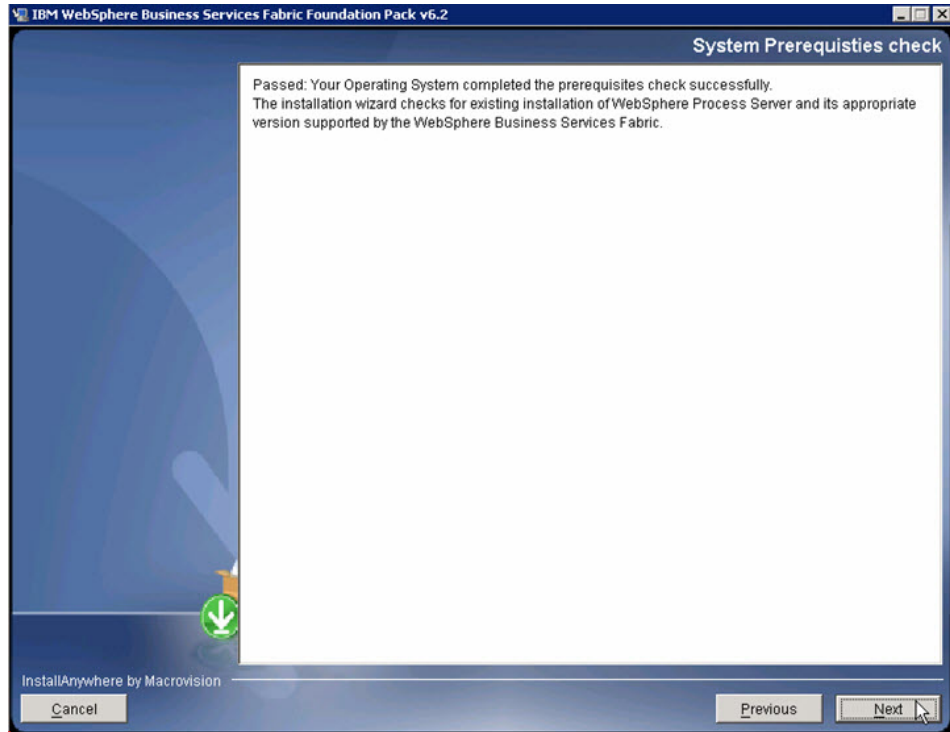 IBM WebSphere Business Services Fabric Foundation Pack v6.2
System Prerequisties check
Passed: Your Operating System completed the prerequisites check successfully.
The installation wizard checks for existing installation of WebSphere Process Server and its appropriate
version supported by the WebSphere Business Services Fabric.
InstallAnywhere by Macrovision
Cancel
Previous
Next